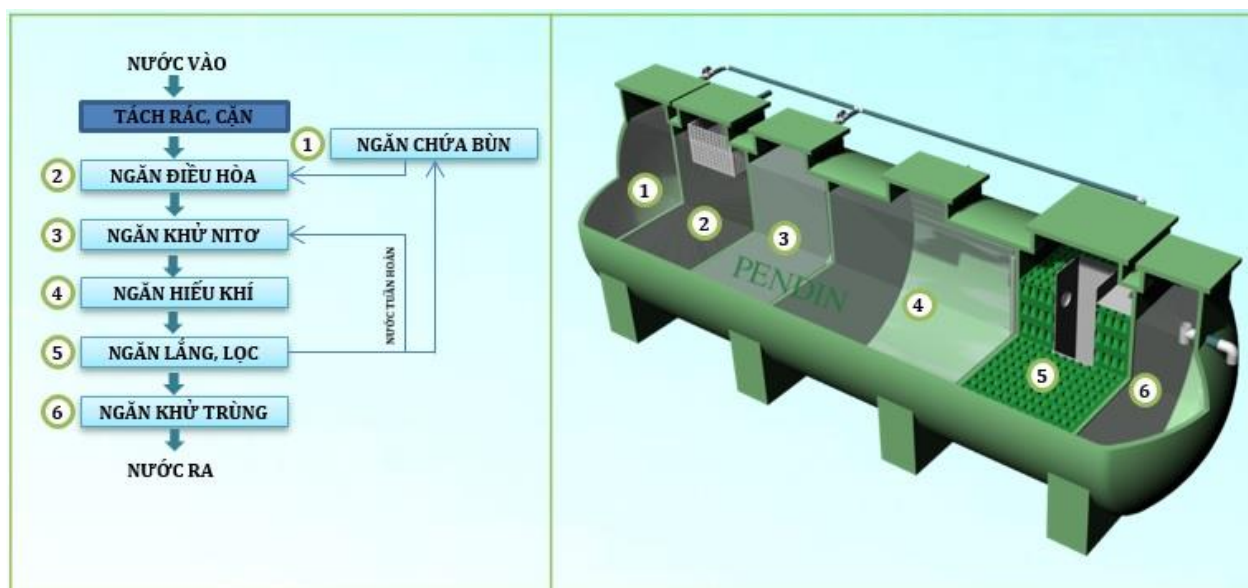 NƯỚC VÀO
TÁCH RÁC, CẶN
1
NGĂN CHỨA BÙN
2
NGĂN ĐIỀU HÒA
3
NGĂN KHỬ NITƠ
NƯỚC TUẦN HOÀN
4
NGĂN HIẾU KHÍ
5
NGĂN LẮNG, LỌC
6
NGĂN KHỬ TRÙNG
NƯỚC RA
1
2
3
PENDIN
4
5
6